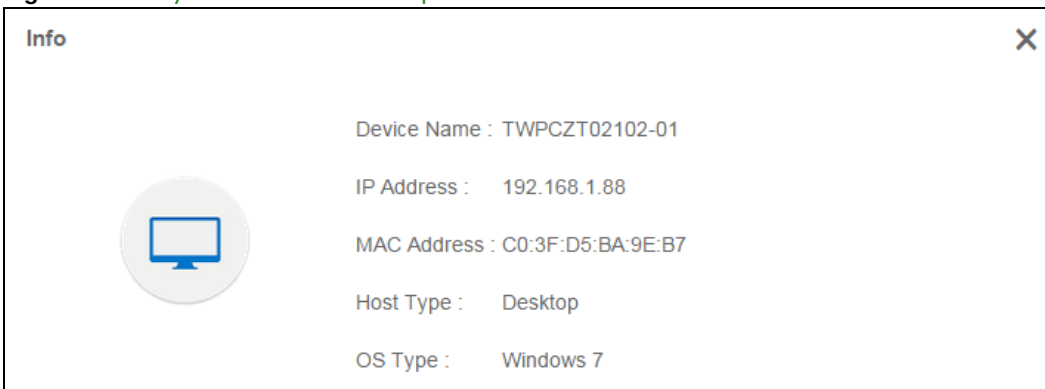 Info
Device Name : TWPCZT02102-01
IP Address : 192.168.1.88
MAC Address : C0:3F:D5:BA:9E:B7
Host Type : Desktop
OS Type : Windows 7